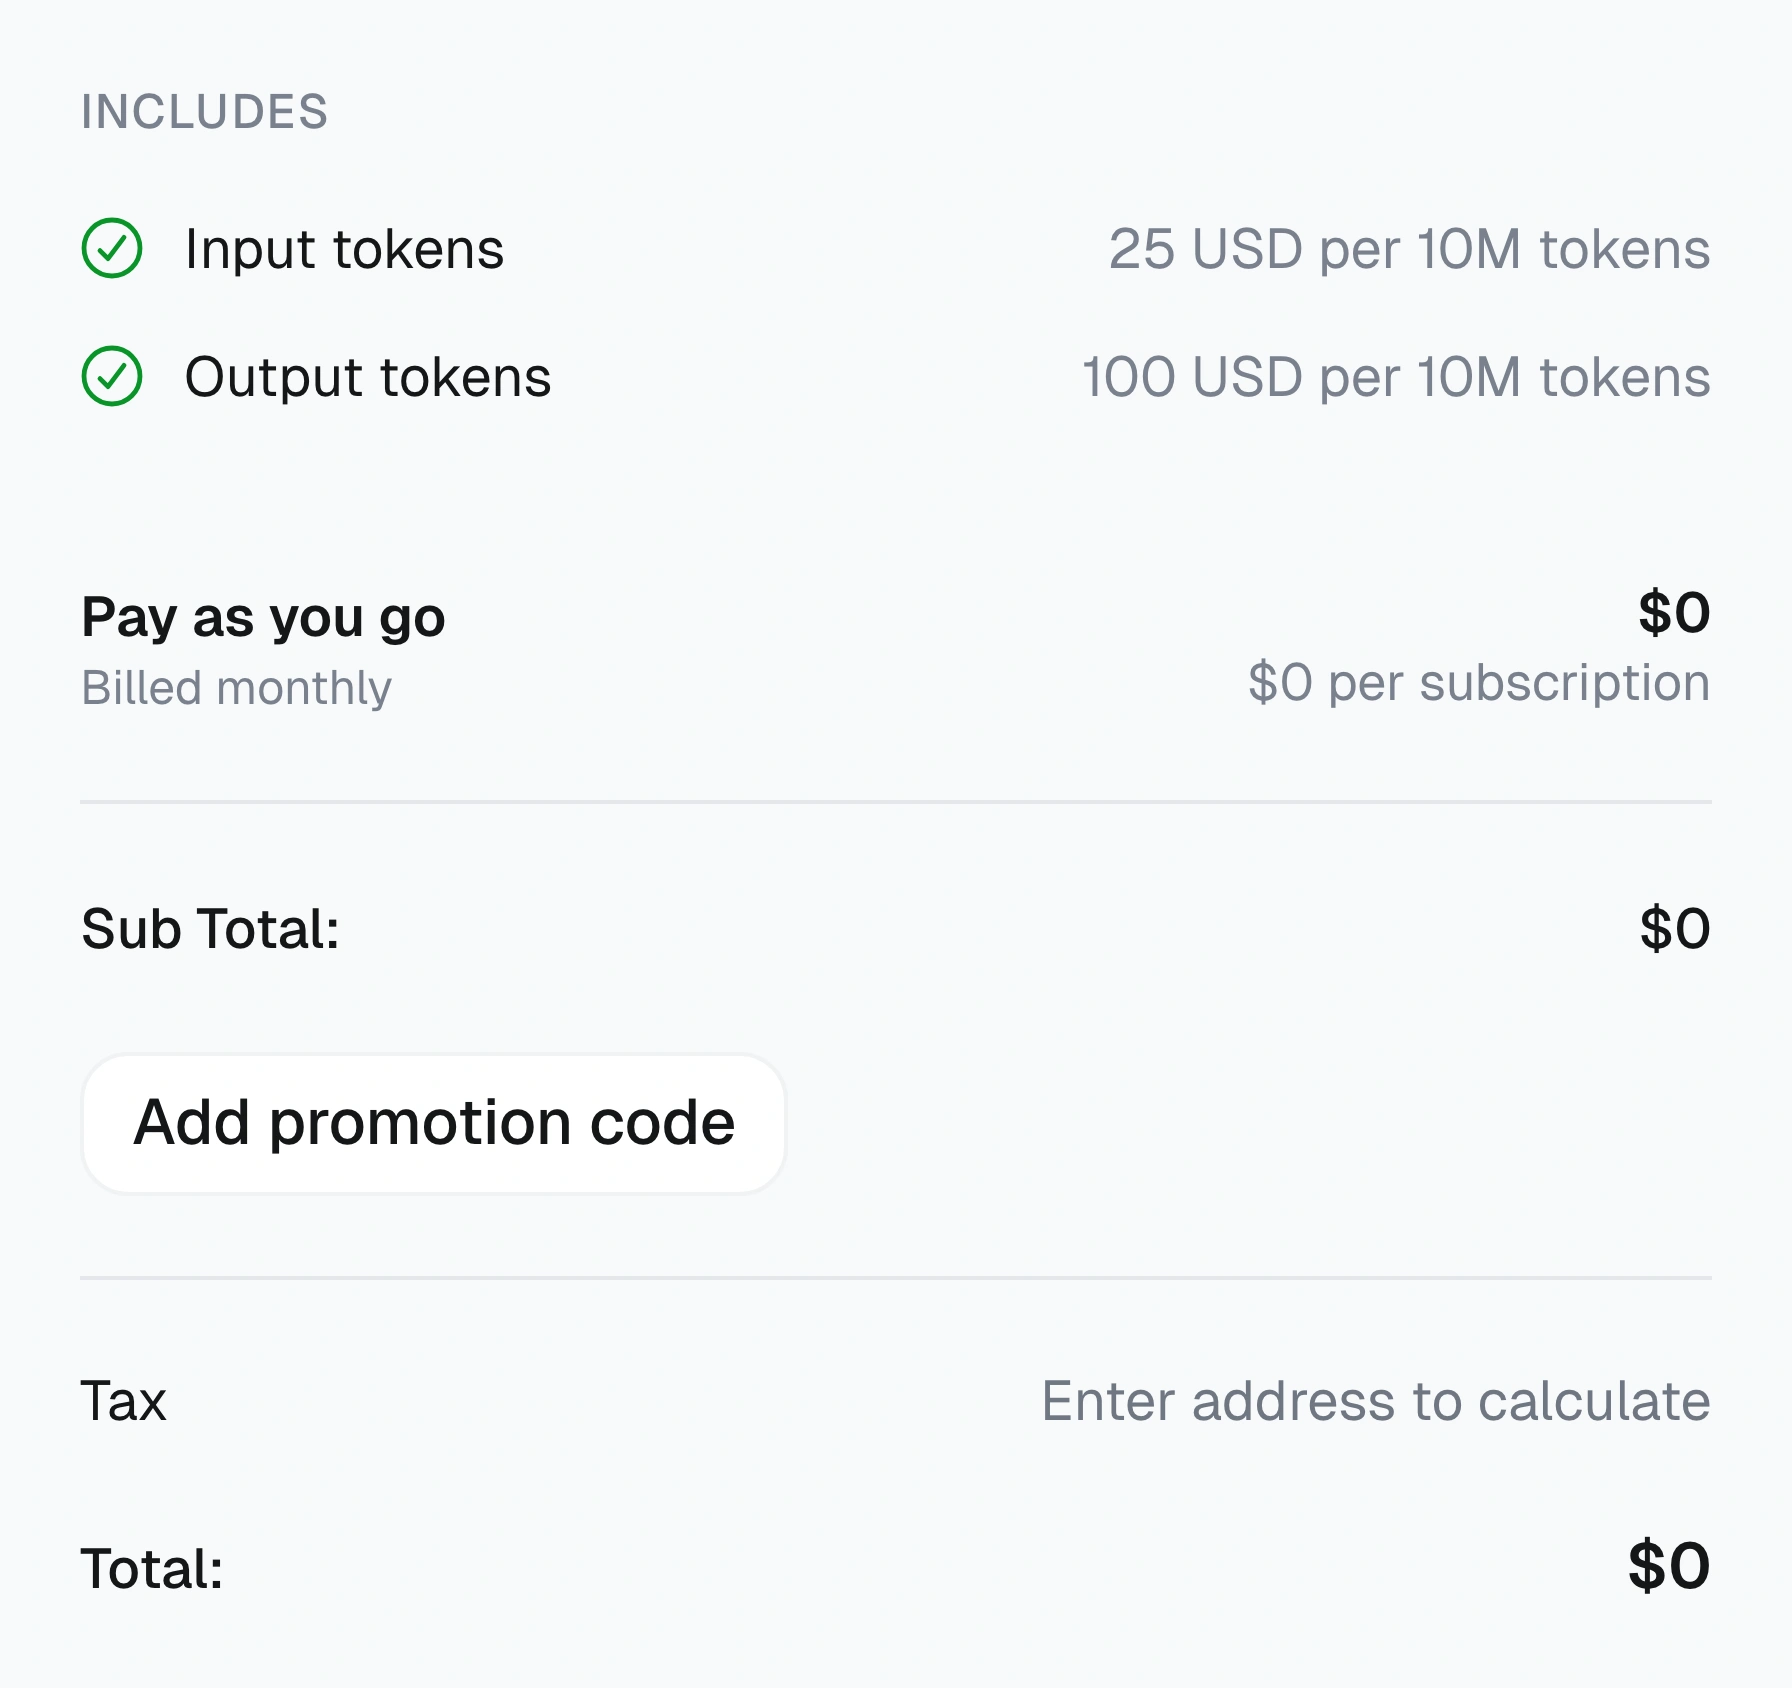 INCLUDES
Input tokens 25 USD per 10M tokens
Output tokens 100 USD per 10M tokens
Pay as you go $0
Billed monthly $0 per subscription
Sub Total: $0
Add promotion code
Tax Enter address to calculate
Total: $0